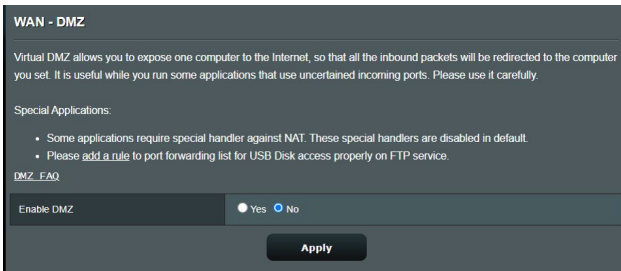 WAN - DMZ
Virtual DMZ allows you to expose one computer to the Internet, so that all the inbound packets will be redirected to the computer
you set. It is useful while you run some applications that use uncertained incoming ports. Please use it carefully.
Special Applications:
• Some applications require special handler against NAT. These special handlers are disabled in default.
• Please add a rule to port forwarding list for USB Disk access properly on FTP service.
DMZ FAQ
Enable DMZ Yes No
Apply